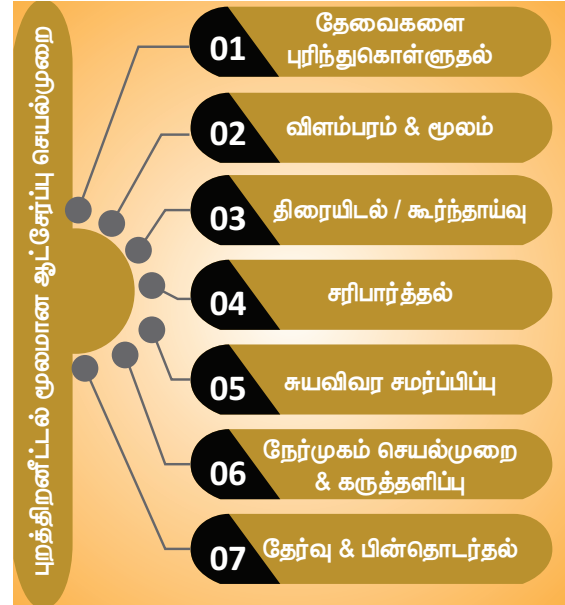 புறத்திறனீட்டல் மூலமான ஆட்சேர்ப்பு செயல்முறை
01
தேவைகளை
புரிந்துகொள்ளுதல்
02
விளம்பரம் & மூலம்
03
திரையிடல் / கூர்ந்தாய்வு
04
சரிபார்த்தல்
05
சுயவிவர சமர்ப்பிப்பு
06
நேர்முகம் செயல்முறை
& கருத்தளிப்பு
07
தேர்வு & பின்தொடர்தல்